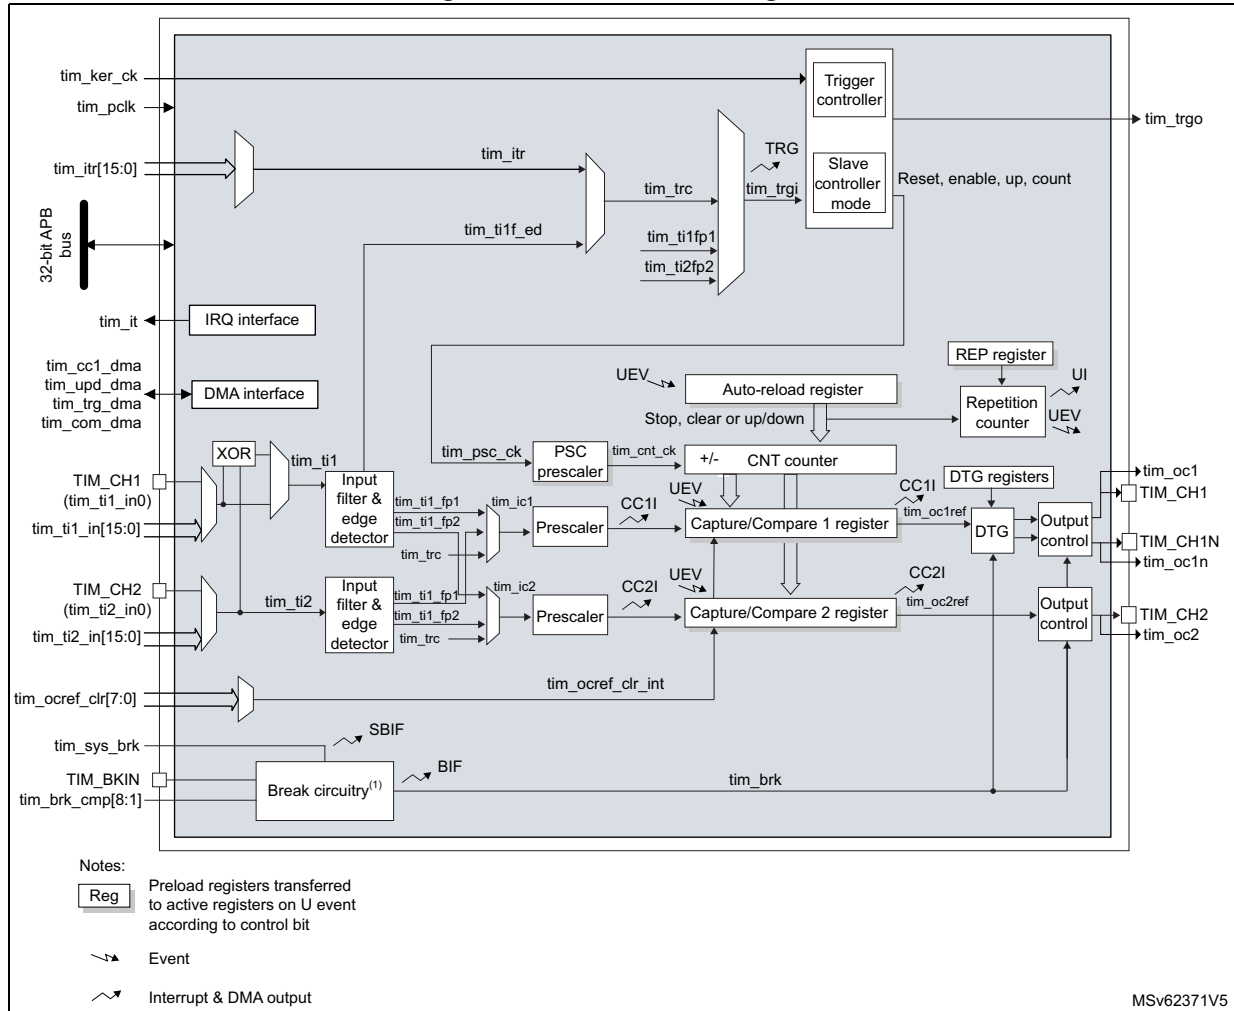 tim_ker_ck
Trigger
controller
tim_pclk
tim_trgo
tim_itr[15:0]
tim_itr
TRG
tim_trc
tim_trgi
Slave
controller
mode
Reset, enable, up, count
32-bit APB
bus
tim_ti1f_ed
tim_ti1fp1
tim_ti2fp2
tim_it
IRQ interface
tim_cc1_dma
tim_upd_dma
tim_trg_dma
tim_com_dma
DMA interface
REP register
UEV
Auto-reload register
UI
Stop, clear or up/down
Repetition
counter
UEV
XOR
tim_ti1
tim_psc_ck
PSC
prescaler
tim_cnt_ck
+/-
CNT counter
TIM_CH1
(tim_ti1_in0)
tim_ti1_in[15:0]
Input
filter &
edge
detector
tim_ti1_fp1
tim_ti1_fp2
tim_trc
tim_ic1
Prescaler
CC1I
UEV
Capture/Compare 1 register
CC1I
tim_oc1ref
DTG registers
DTG
Output
control
tim_oc1
TIM_CH1
TIM_CH1N
tim_oc1n
TIM_CH2
(tim_ti2_in0)
tim_ti2_in[15:0]
tim_ti2
Input
filter &
edge
detector
tim_ti1_fp1
tim_ti1_fp2
tim_trc
tim_ic2
Prescaler
CC2I
UEV
Capture/Compare 2 register
CC2I
tim_oc2ref
Output
control
TIM_CH2
tim_oc2
tim_ocref_clr[7:0]
tim_ocref_clr_int
tim_sys_brk
SBIF
TIM_BKIN
tim_brk_cmp[8:1]
Break circuitry(1)
BIF
tim_brk
Notes:
Reg
Preload registers transferred
to active registers on U event
according to control bit
Event
Interrupt & DMA output
MSv62371V5